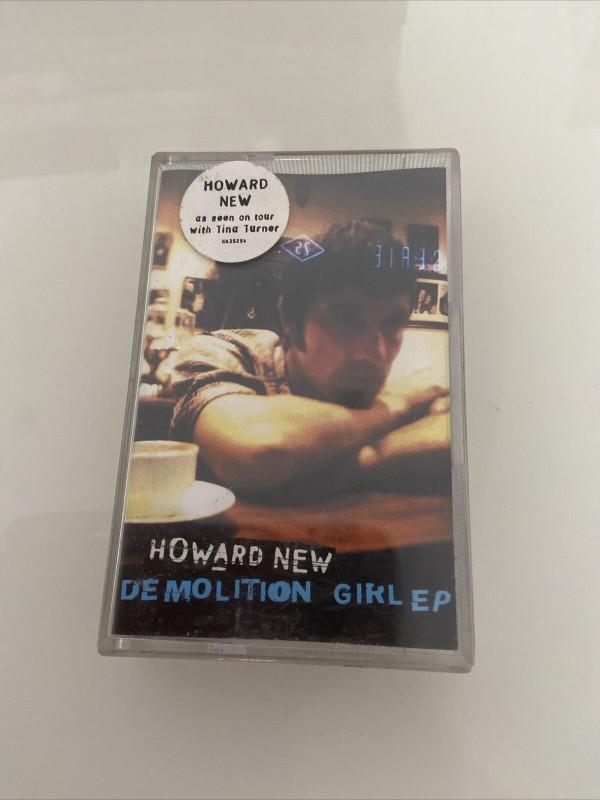 HOWARD
NEW
as seen on tour
with Tina Turner
HOWARD NEW
DEMOLITION GIRL EP